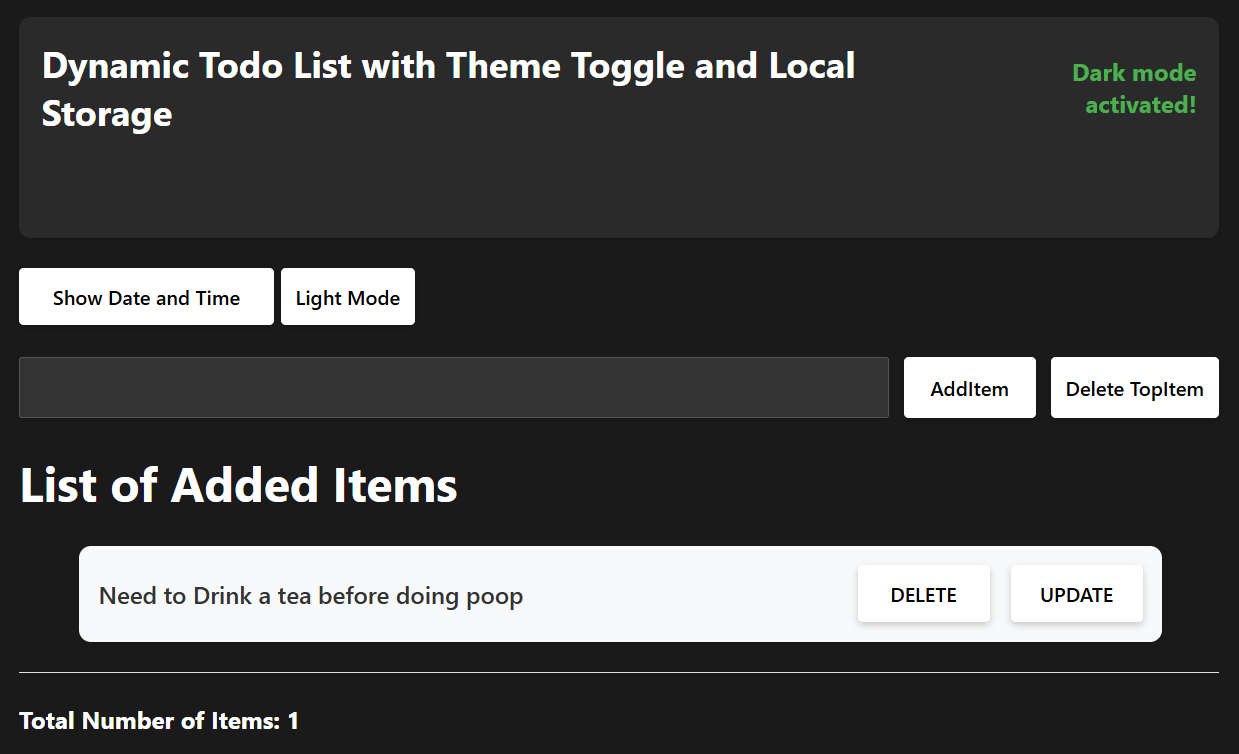 Dynamic Todo List with Theme Toggle and Local
Storage
Dark mode
activated!
Show Date and Time
Light Mode
AddItem
Delete TopItem
List of Added Items
Need to Drink a tea before doing poop
DELETE
UPDATE
Total Number of Items: 1